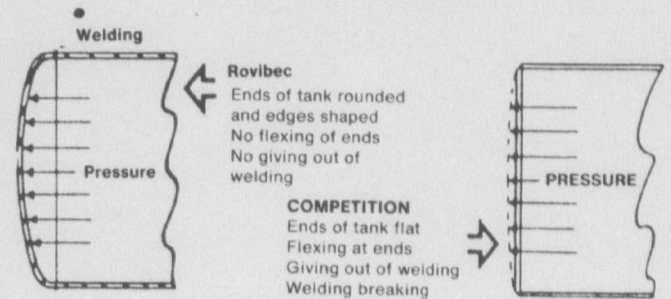 Welding
Rovibec
Ends of tank rounded
and edges shaped
No flexing of ends
No giving out of
welding
Pressure
COMPETITION
Ends of tank flat
Flexing at ends
Giving out of welding
Welding breaking
PRESSURE